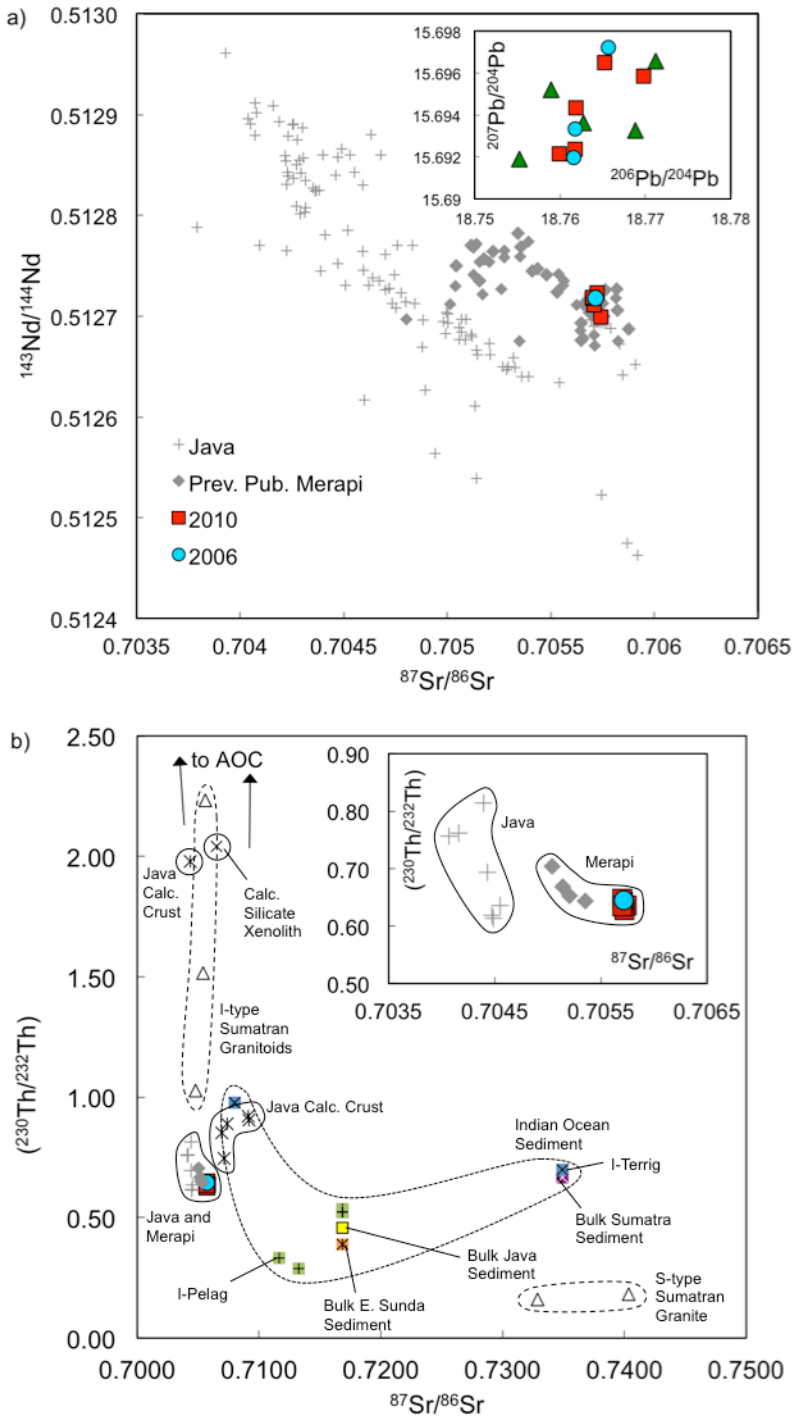 a)
0.5130
0.5129
0.5128
0.5127
0.5126
0.5125
0.5124
143Nd/144Nd
15.698
15.696
15.694
15.692
15.69
207Pb/204Pb
206Pb/204Pb
18.75
18.76
18.77
18.78
Java
Prev. Pub. Merapi
2010
2006
0.7035
0.704
0.7045
0.705
0.7055
0.706
0.7065
87Sr/86Sr
b)
2.50
2.00
1.50
1.00
0.50
0.00
(230Th/232Th)
to AOC
Java
Calc.
Crust
Calc.
Silicate
Xenolith
I-type
Sumatran
Granitoids
0.90
0.80
0.70
0.60
0.50
(230Th/232Th)
Java
Merapi
87Sr/86Sr
0.7035
0.7045
0.7055
0.7065
Java Calc. Crust
Indian Ocean
Sediment
I-Terrig
Java and
Merapi
Bulk Sumatra
Sediment
Bulk Java
Sediment
I-Pelag
Bulk E. Sunda
Sediment
S-type
Sumatran
Granite
0.7000
0.7100
0.7200
0.7300
0.7400
0.7500
87Sr/86Sr